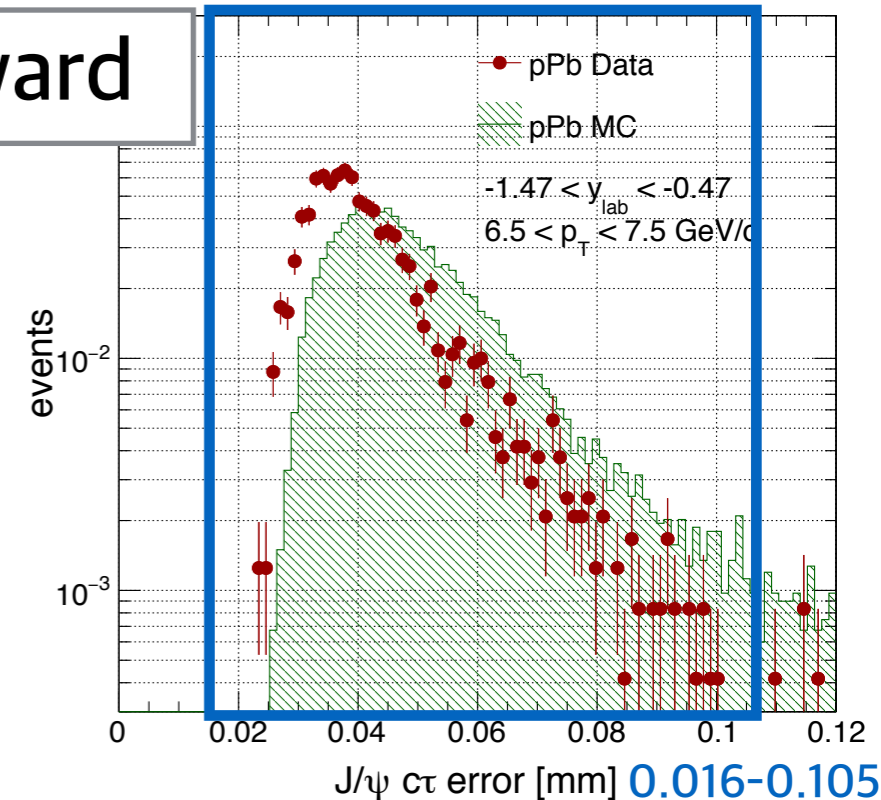 ward
pPb Data
pPb MC
-1.47 < y_lab < -0.47
6.5 < p_T < 7.5 GeV/c
events
10⁻²
10⁻³
0 0.02 0.04 0.06 0.08 0.1 0.12
J/ψ cτ error [mm] 0.016-0.105